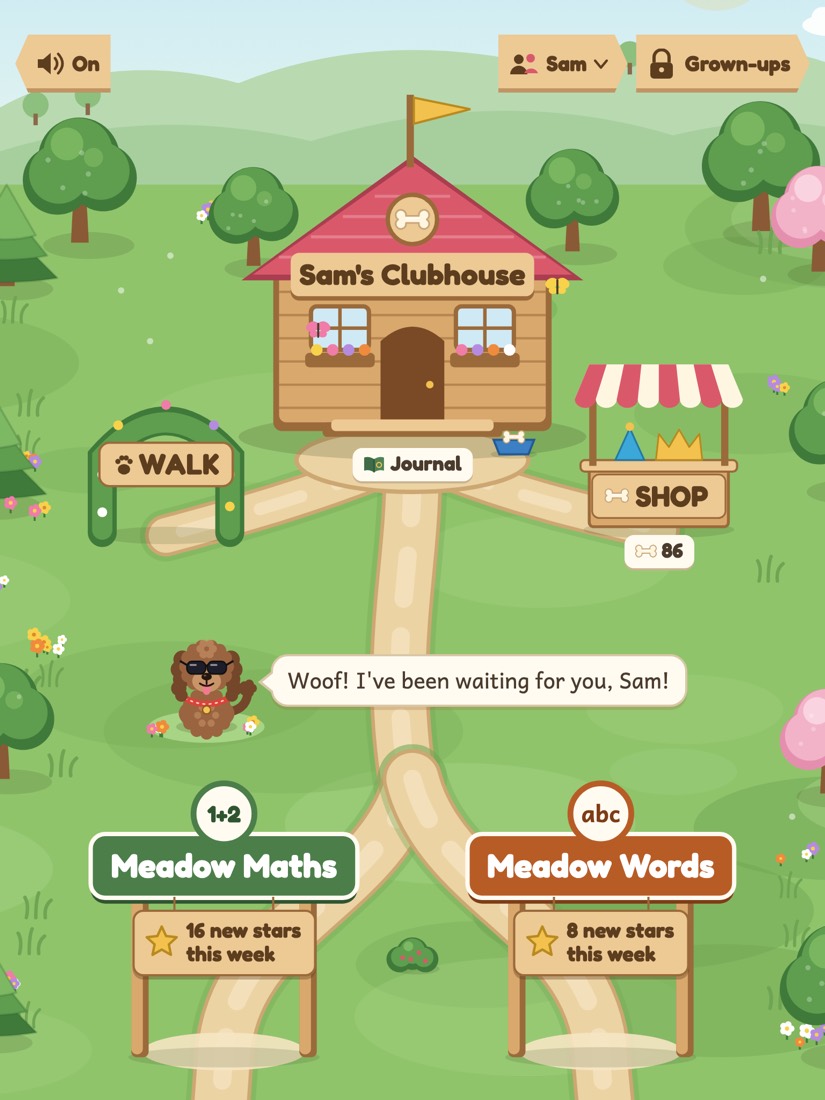 On
Sam
Grown-ups
Sam's Clubhouse
WALK
Journal
SHOP
86
Woof! I've been waiting for you, Sam!
1+2
abc
Meadow Maths
Meadow Words
16 new stars
this week
8 new stars
this week